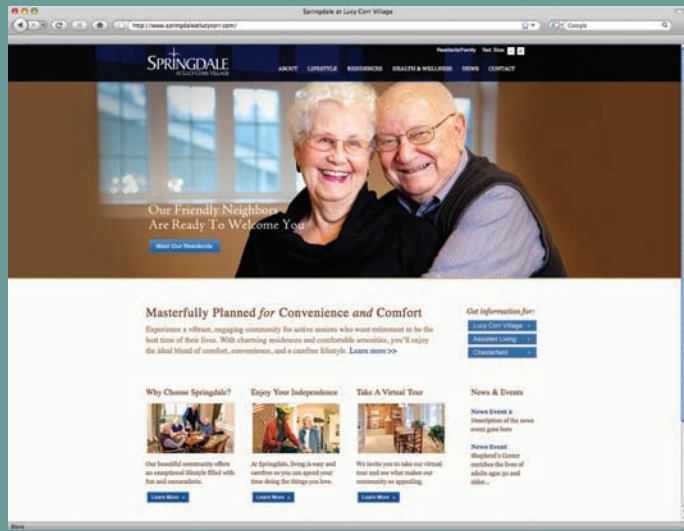 Springdale at Lucy Corr Village
http://www.springdaleatlucycorr.com/
Google
Residents/Family Text Size - +
SPRINGDALE
AT LUCY CORR VILLAGE
ABOUT LIFESTYLE RESIDENCES HEALTH & WELLNESS NEWS CONTACT
Our Friendly Neighbors
Are Ready To Welcome You
Meet Our Residents
Masterfully Planned for Convenience and Comfort
Experience a vibrant, engaging community for active seniors who want retirement to be the
best time of their lives. With charming residences and comfortable amenities, you'll enjoy
the ideal blend of comfort, convenience, and a carefree lifestyle. Learn more >>
Get information for:
Lucy Corr Village
Assisted Living
Chesterfield
Why Choose Springdale?
Our beautiful community offers
an exceptional lifestyle filled with
fun and camaraderie.
Learn More
Enjoy Your Independence
At Springdale, living is easy and
carefree so you can spend your
time doing the things you love.
Learn More
Take A Virtual Tour
We invite you to take our virtual
tour and see what makes our
community so appealing.
Learn More
News & Events
News Event 2
Description of the news
event goes here
News Event
Shepherd's Center
enriches the lives of
adults ages 50 and
older...
Done